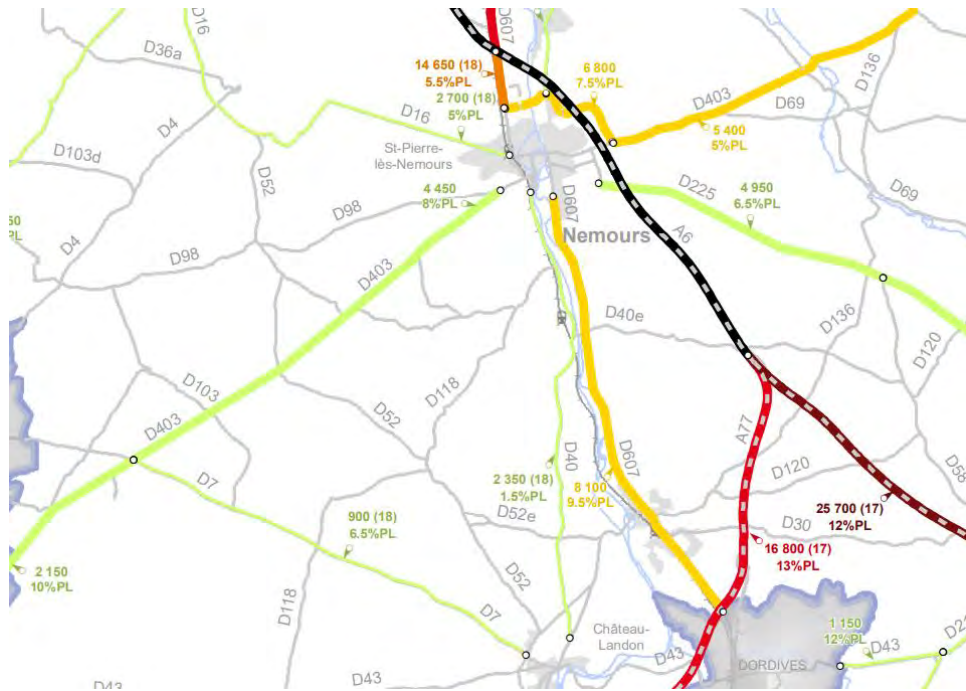 D16
D607
D36a
14 650 (18)
5.5%PL
6 800
7.5%PL
D136
2 700 (18)
5%PL
D403
D69
D4
D16
5 400
5%PL
St-Pierre-
lès-Nemours
D103d
D52
4 450
8%PL
D225
4 950
6.5%PL
D69
D98
D607
50
PL
D4
D98
Nemours
A6
D403
D40e
D136
D120
D103
D118
D403
D52
A77
D607
D40
D7
2 350 (18)
1.5%PL
8 100
9.5%PL
D120
D58
900 (18)
6.5%PL
D52e
25 700 (17)
12%PL
D30
16 800 (17)
13%PL
2 150
10%PL
D52
D118
D7
1 150
12%PL
Château-
Landon
D43
D43
DORDIVES
D43
D43